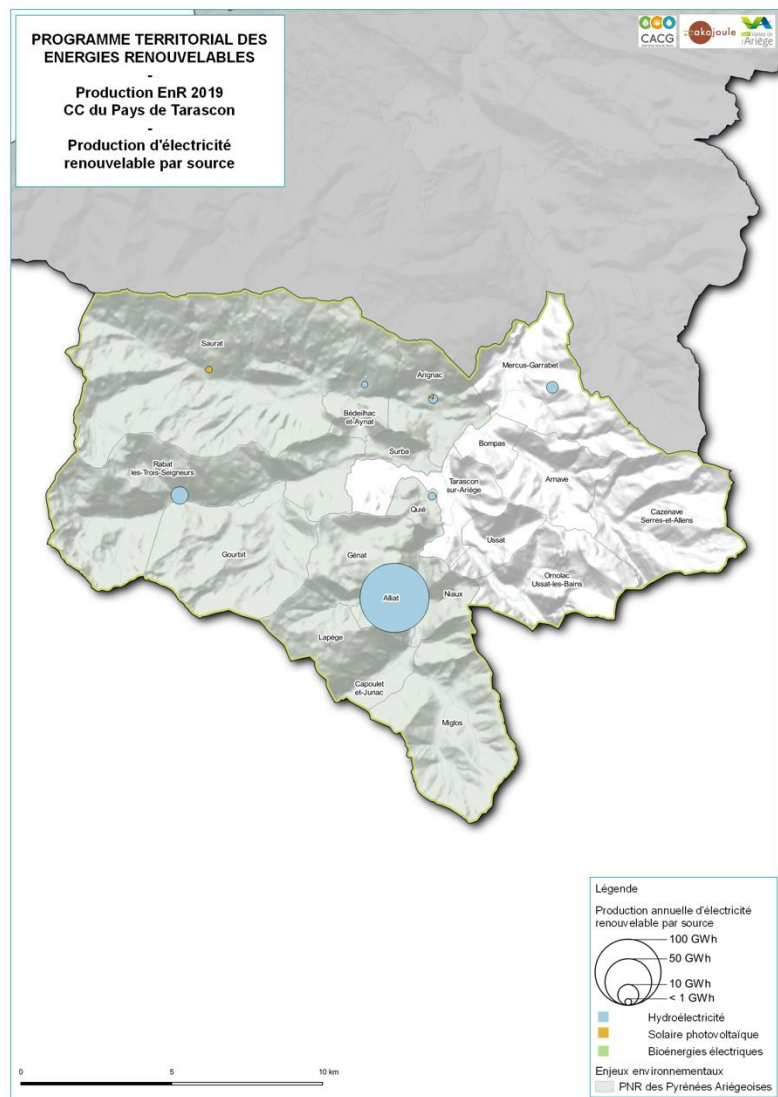 PROGRAMME TERRITORIAL DES
ENERGIES RENOUVELABLES
-
Production EnR 2019
CC du Pays de Tarascon
-
Production d'électricité
renouvelable par source
CACG
akajoule
Vallée de
l'Ariège
Saurat
Arignac
Mercus-Garrabet
Bédeilhac
et-Aynat
Bompas
Surba
Rabat
les-Trois-Seigneurs
Tarascon
sur-Ariège
Arnave
Quié
Cazenave
Serres-et-Allens
Ussat
Gourbit
Génat
Ornolac
Ussat-les-Bains
Alliat
Niaux
Lapège
Capoulet
et-Junac
Miglos
Légende
Production annuelle d'électricité
renouvelable par source
100 GWh
50 GWh
10 GWh
< 1 GWh
Hydroélectricité
Solaire photovoltaïque
Bioénergies électriques
Enjeux environnementaux
PNR des Pyrénées Ariégeoises
0
5
10 km